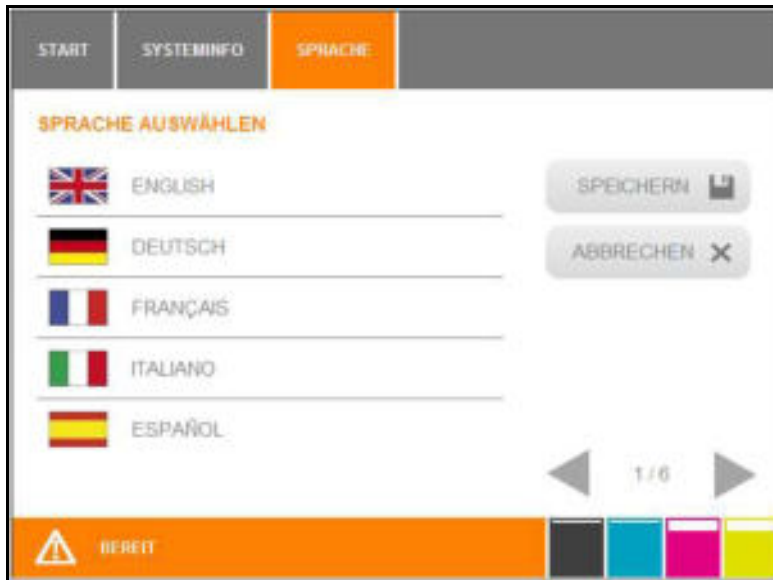 START
SYSTEMINFO
SPRACHE
SPRACHE AUSWÄHLEN
ENGLISH
SPEICHERN
DEUTSCH
ABBRECHEN
FRANÇAIS
ITALIANO
ESPAÑOL
1 / 6
BEREIT